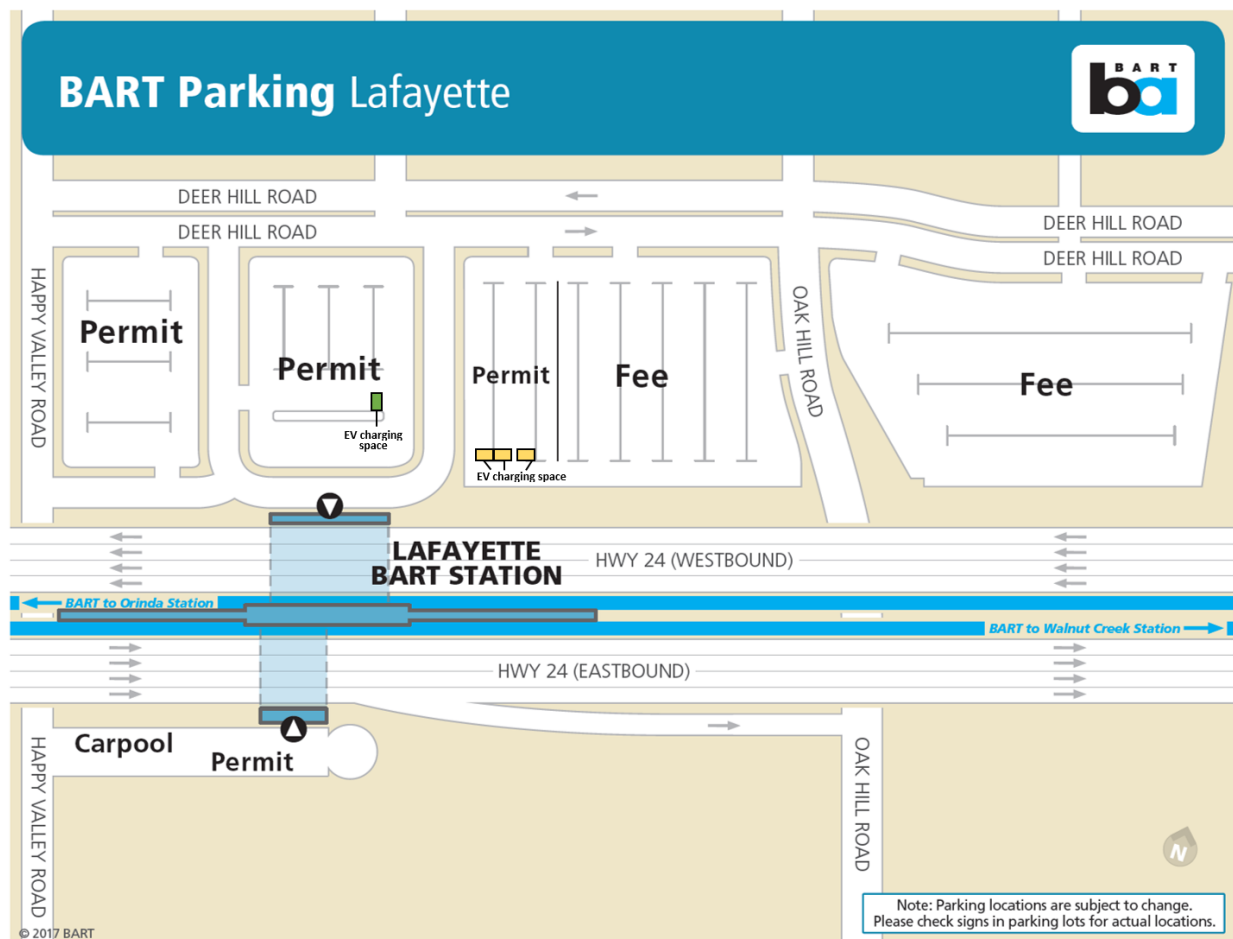 BART Parking Lafayette
BART
ba
DEER HILL ROAD
DEER HILL ROAD
DEER HILL ROAD
DEER HILL ROAD
HAPPY VALLEY ROAD
Permit
Permit
EV charging
space
Permit
EV charging space
Fee
OAK HILL ROAD
Fee
LAFAYETTE
BART STATION
HWY 24 (WESTBOUND)
BART to Orinda Station
BART to Walnut Creek Station
HWY 24 (EASTBOUND)
Carpool
Permit
HAPPY VALLEY ROAD
OAK HILL ROAD
N
Note: Parking locations are subject to change.
Please check signs in parking lots for actual locations.
© 2017 BART